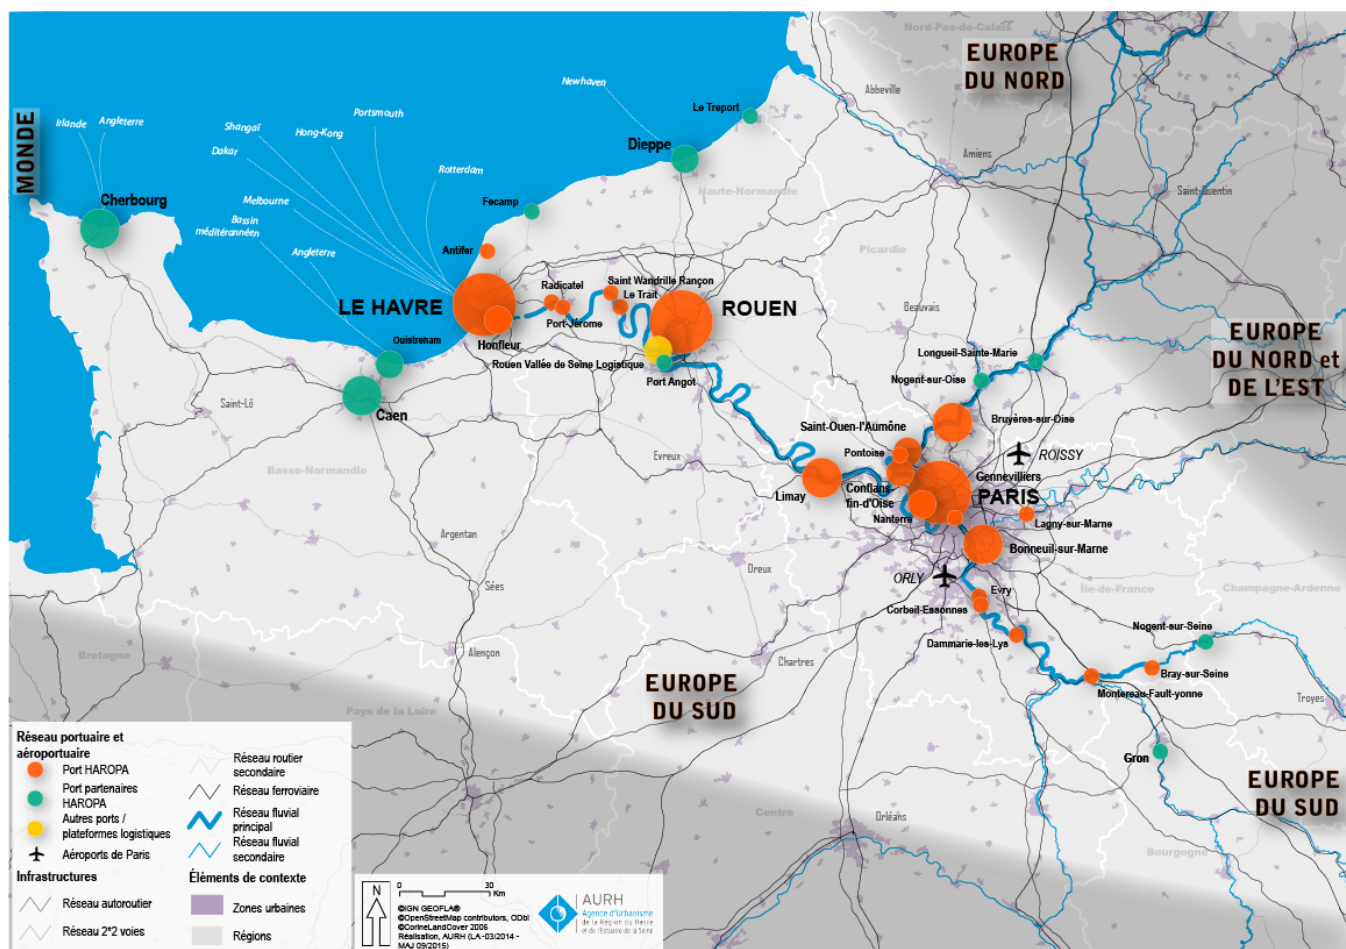 Nord-Pas-de-Calais
EUROPE
DU NORD
Newhaven
Abbeville
Le Treport
Portsmouth
MONDE
Irlande
Angleterre
Shangaï
Hong-Kong
Dakar
Dieppe
Amiens
Rotterdam
Saint-Quentin
Haute-Normandie
Cherbourg
Melbourne
Fecamp
Bassin
méditérannéen
Angleterre
Antifer
Picardie
Saint Wandrille Rançon
Radicatel
Le Trait
LE HAVRE
ROUEN
Beauvais
Port-Jérome
EUROPE
DU NORD et
DE L'EST
Ouistreham
Honfleur
Rouen Vallée de Seine Logistique
Longueil-Sainte-Marie
Port Angot
Nogent-sur-Oise
Saint-Lô
Caen
Bruyères-sur-Oise
Saint-Ouen-l'Aumône
Pontoise
ROISSY
Evreux
Basse-Normandie
Gennevilliers
Limay
Conflans-
fin-d'Oise
PARIS
Nanterre
Lagny-sur-Marne
Argentan
Bonneuil-sur-Marne
Dreux
ORLY
Sées
Evry
Île-de-France
Champagne-Ardenne
Corbeil-Essonnes
Nogent-sur-Seine
Dammarie-les-Lys
Bretagne
Alençon
Chartres
Bray-sur-Seine
Montereau-Fault-yonne
EUROPE
DU SUD
Troyes
Pays de la Loire
Gron
EUROPE
DU SUD
Centre
Orléans
Bourgogne
Réseau portuaire et
aéroportuaire
Port HAROPA
Port partenaires
HAROPA
Autres ports /
plateformes logistiques
Aéroports de Paris
Infrastructures
Réseau autoroutier
Réseau 2*2 voies
Réseau routier
secondaire
Réseau ferroviaire
Réseau fluvial
principal
Réseau fluvial
secondaire
Éléments de contexte
Zones urbaines
Régions
N
0 30
Km
©IGN GEOFLA®
©OpenStreetMap contributors, ODbl
©CorineLandCover 2006
Réalisation, AURH (LA -03/2014 -
MAJ 09/2015)
AURH
Agence d'Urbanisme
de la Région du Havre
et de l'Estuaire de la Seine